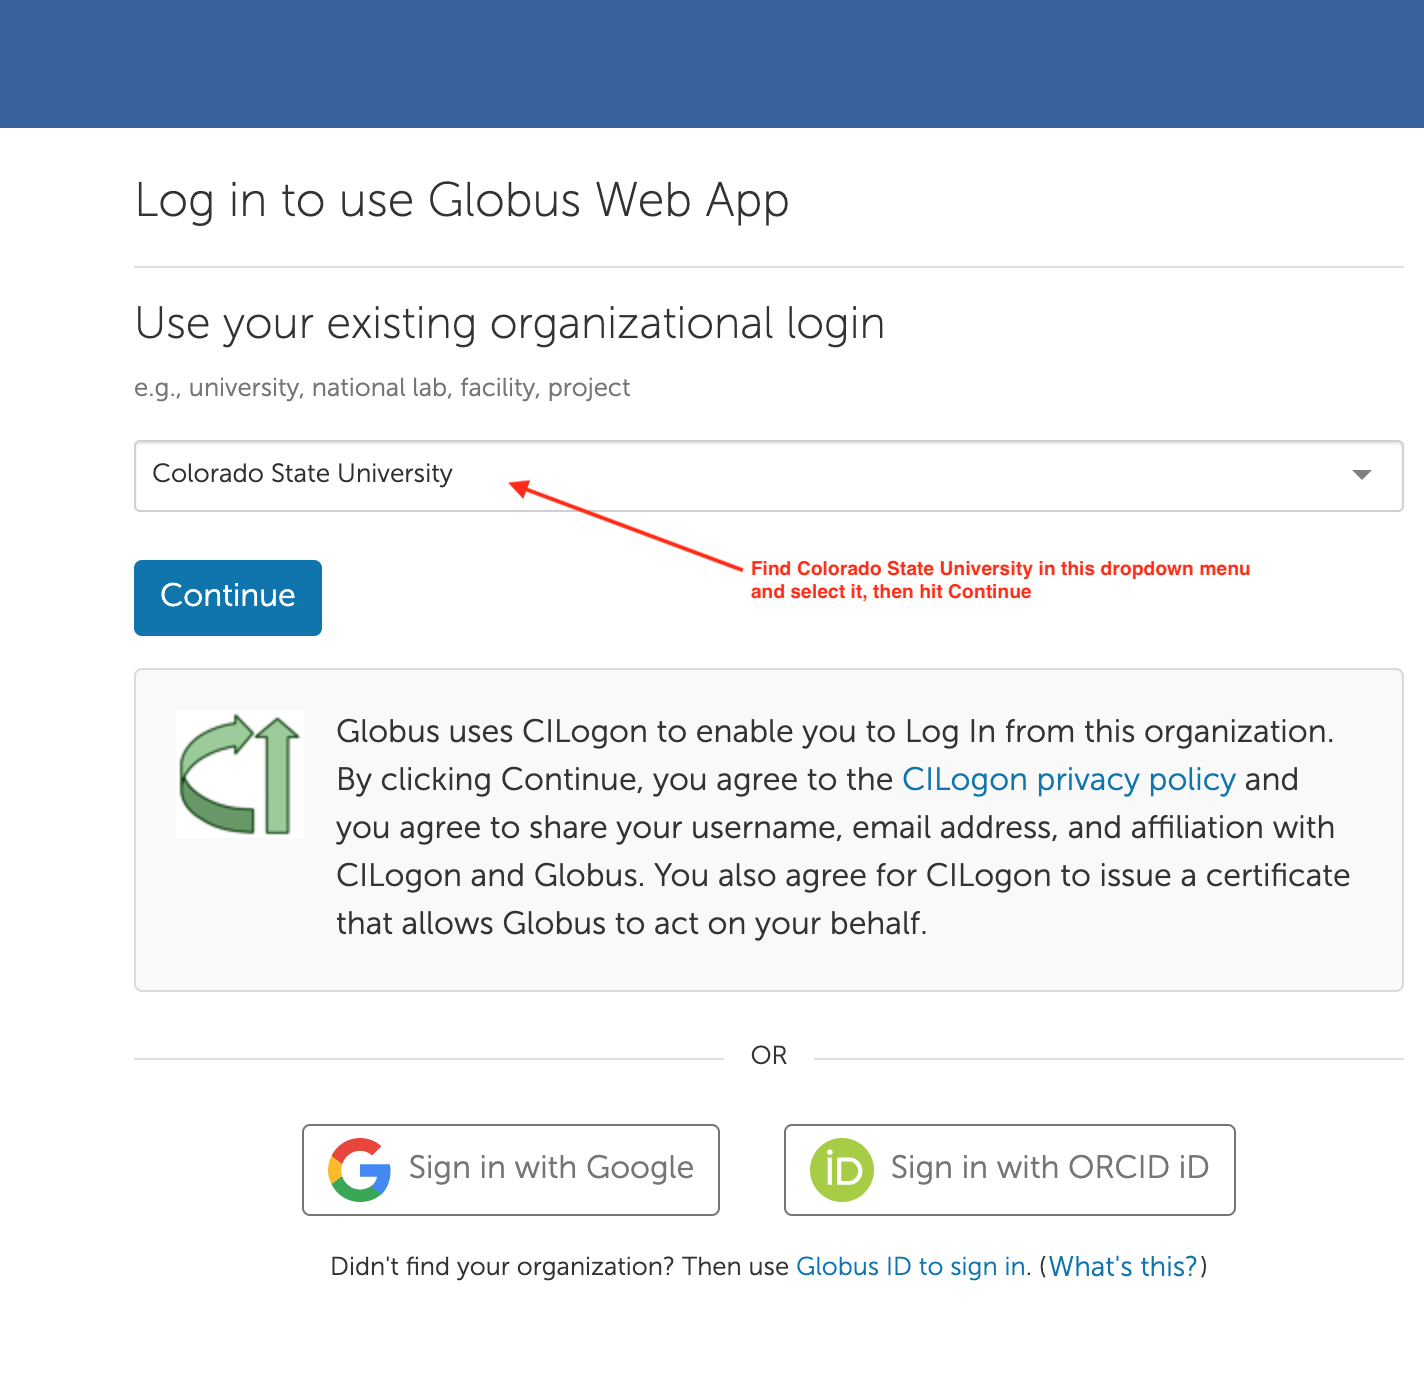 Log in to use Globus Web App
Use your existing organizational login
e.g., university, national lab, facility, project
Colorado State University
Find Colorado State University in this dropdown menu
and select it, then hit Continue
Continue
Globus uses CILogon to enable you to Log In from this organization.
By clicking Continue, you agree to the CILogon privacy policy and
you agree to share your username, email address, and affiliation with
CILogon and Globus. You also agree for CILogon to issue a certificate
that allows Globus to act on your behalf.
OR
Sign in with Google
iD Sign in with ORCID iD
Didn't find your organization? Then use Globus ID to sign in. (What's this?)